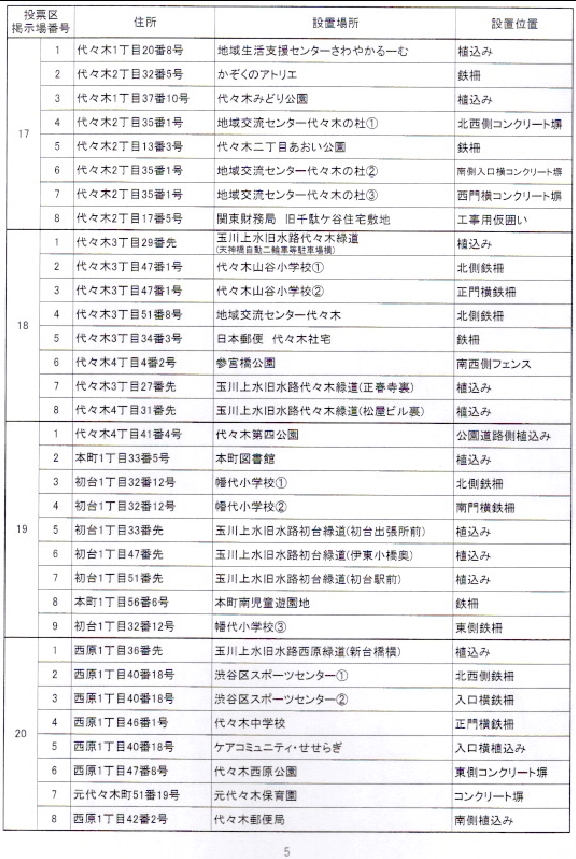 投票区 掲示場番号 住所 設置場所 設置位置
17
1 代々木1丁目20番8号 地域生活支援センターさわやかるーむ 植込み
2 代々木2丁目32番5号 かぞくのアトリエ 鉄柵
3 代々木1丁目37番10号 代々木みどり公園 植込み
4 代々木2丁目35番1号 地域交流センター代々木の杜① 北西側コンクリート塀
5 代々木2丁目13番3号 代々木二丁目あおい公園 鉄柵
6 代々木2丁目35番1号 地域交流センター代々木の杜② 南側入口横コンクリート塀
7 代々木2丁目35番1号 地域交流センター代々木の杜③ 西門横コンクリート塀
8 代々木2丁目17番5号 関東財務局 旧千駄ケ谷住宅敷地 工事用仮囲い
18
1 代々木3丁目29番先 玉川上水旧水路代々木緑道 植込み
(天神橋自動二輪車等駐車場横)
2 代々木3丁目47番1号 代々木山谷小学校① 北側鉄柵
3 代々木3丁目47番1号 代々木山谷小学校② 正門横鉄柵
4 代々木3丁目51番8号 地域交流センター代々木 北側鉄柵
5 代々木3丁目34番3号 日本郵便 代々木社宅 鉄柵
6 代々木4丁目4番2号 参宮橋公園 南西側フェンス
7 代々木3丁目27番先 玉川上水旧水路代々木緑道(正春寺裏) 植込み
8 代々木4丁目31番先 玉川上水旧水路代々木緑道(松屋ビル裏) 植込み
19
1 代々木4丁目41番4号 代々木第四公園 公園道路側植込み
2 本町1丁目33番5号 本町図書館 植込み
3 初台1丁目32番12号 幡代小学校① 北側鉄柵
4 初台1丁目32番12号 幡代小学校② 南門横鉄柵
5 初台1丁目33番先 玉川上水旧水路初台緑道(初台出張所前) 植込み
6 初台1丁目47番先 玉川上水旧水路初台緑道(伊東小橋奥) 植込み
7 初台1丁目51番先 玉川上水旧水路初台緑道(初台駅前) 植込み
8 本町1丁目56番6号 本町南児童遊園地 鉄柵
9 初台1丁目32番12号 幡代小学校③ 東側鉄柵
20
1 西原1丁目36番先 玉川上水旧水路西原緑道(新台橋横) 植込み
2 西原1丁目40番18号 渋谷区スポーツセンター① 北西側鉄柵
3 西原1丁目40番18号 渋谷区スポーツセンター② 入口横鉄柵
4 西原1丁目46番1号 代々木中学校 正門横鉄柵
5 西原1丁目40番18号 ケアコミュニティ・せせらぎ 入口横植込み
6 西原1丁目47番8号 代々木西原公園 東側コンクリート塀
7 元代々木町51番19号 元代々木保育園 コンクリート塀
8 西原1丁目42番2号 代々木郵便局 南側植込み
5